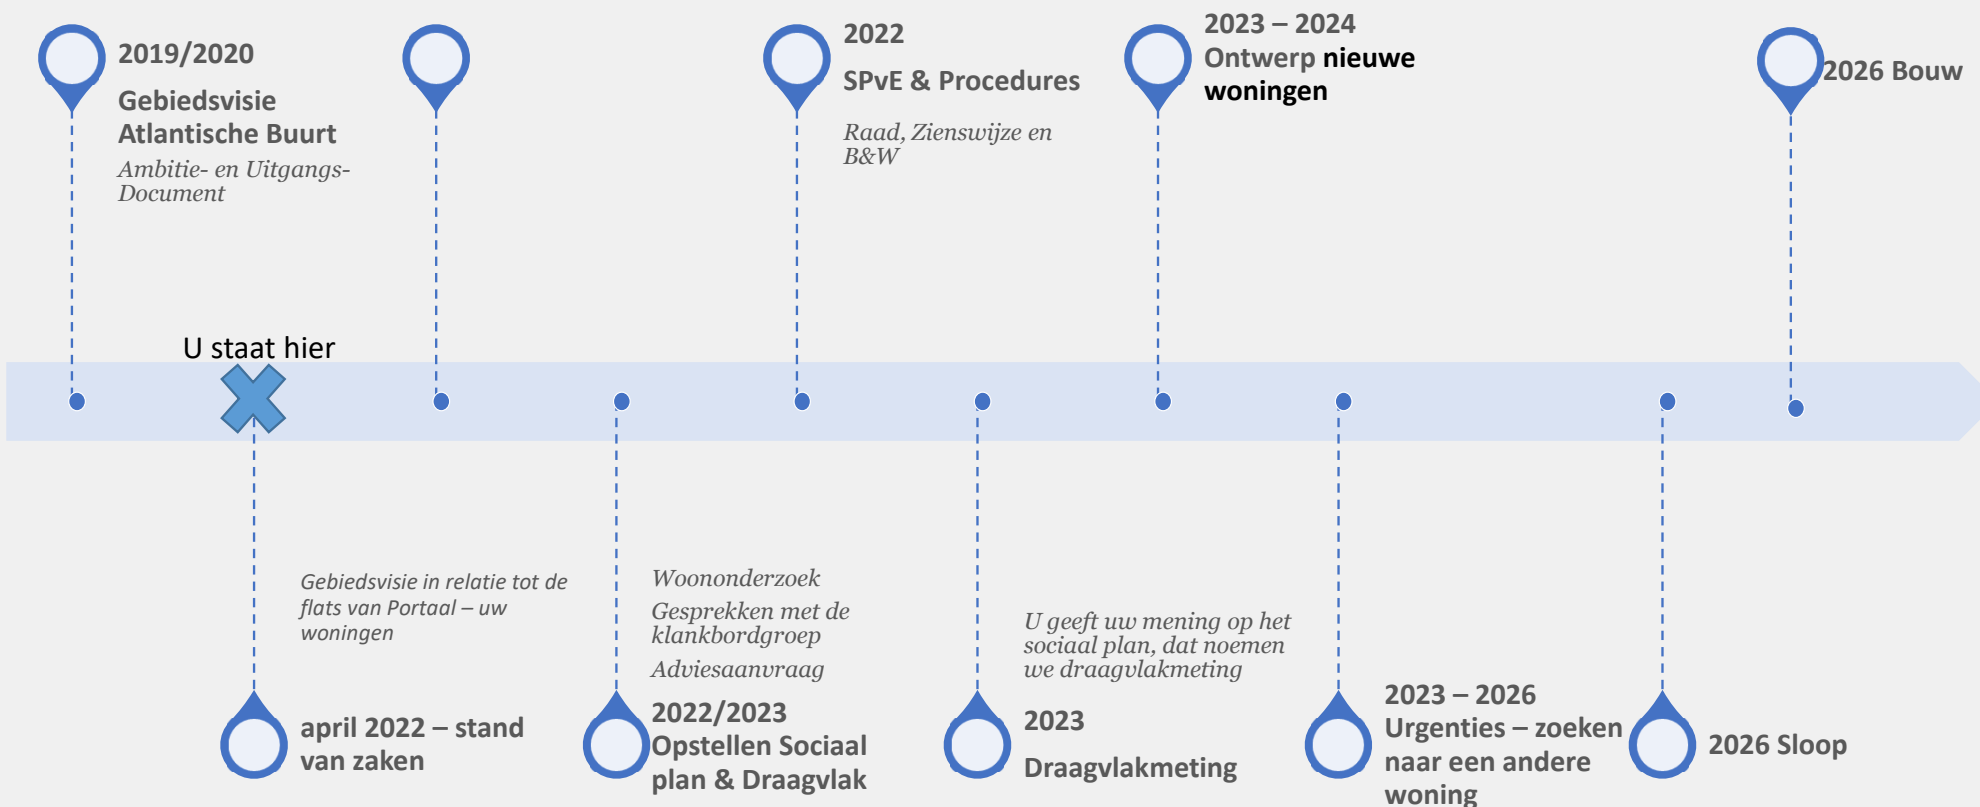 2019/2020
Gebiedsvisie
Atlantische Buurt
Ambitie- en Uitgangs-
Document
2022
SPvE & Procedures
Raad, Zienswijze en
B&W
2023 – 2024
Ontwerp nieuwe
woningen
2026 Bouw
U staat hier
Gebiedsvisie in relatie tot de
flats van Portaal – uw
woningen
april 2022 – stand
van zaken
Woononderzoek
Gesprekken met de
klankbordgroep
Adviesaanvraag
2022/2023
Opstellen Sociaal
plan & Draagvlak
U geeft uw mening op het
sociaal plan, dat noemen
we draagvlakmeting
2023
Draagvlakmeting
2023 – 2026
Urgenties – zoeken
naar een andere
woning
2026 Sloop